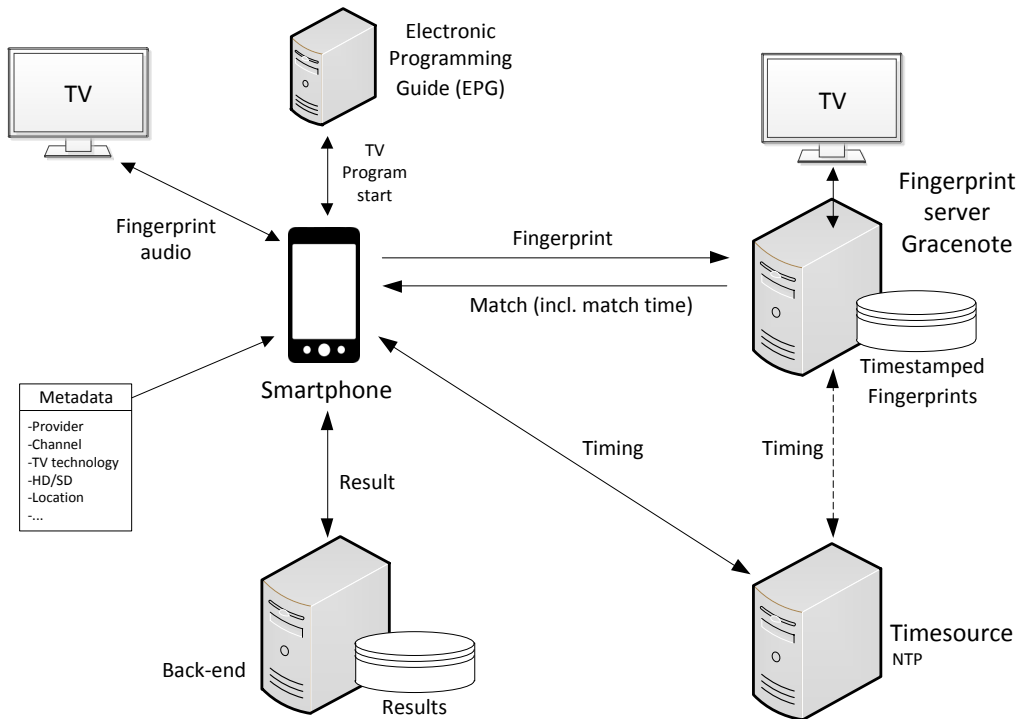 TV
Electronic
Programming
Guide (EPG)
TV
TV
Program
start
Fingerprint
audio
Fingerprint
Match (incl. match time)
Fingerprint
server
Gracenote
Timestamped
Fingerprints
Smartphone
Metadata
-Provider
-Channel
-TV technology
-HD/SD
-Location
-...
Result
Timing
Timing
Back-end
Results
Timesource
NTP